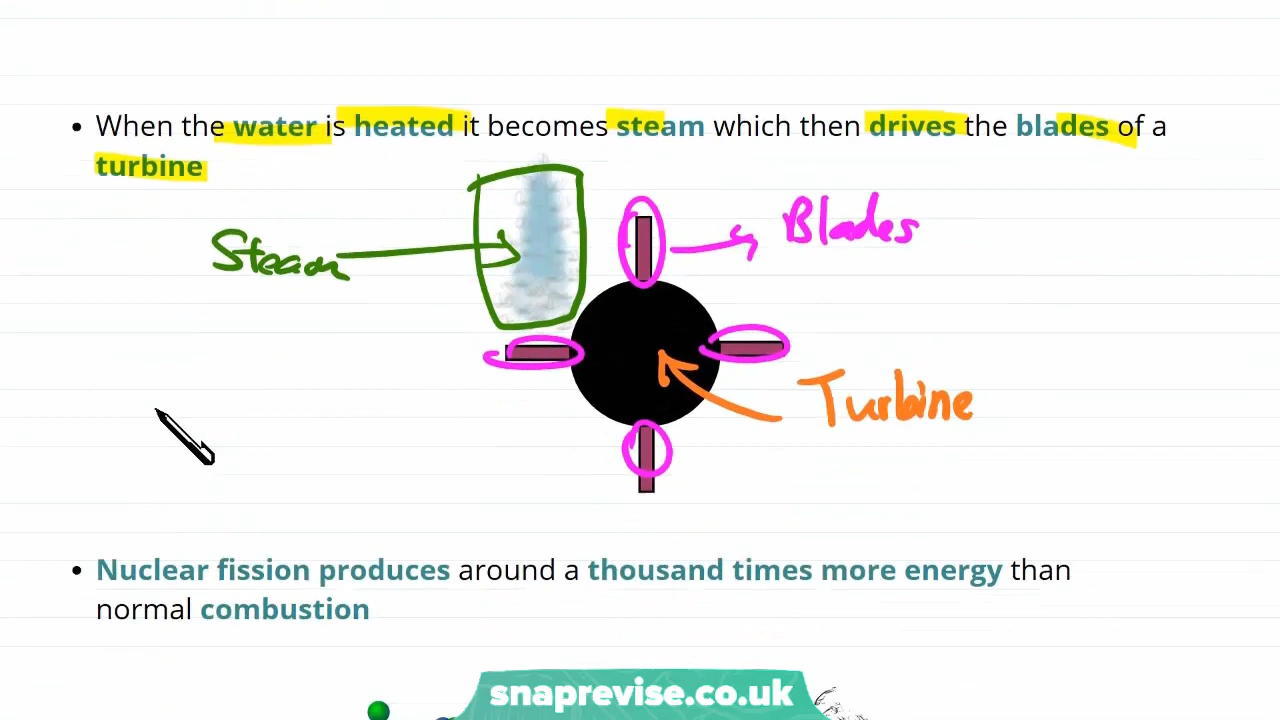 • When the water is heated it becomes steam which then drives the blades of a
turbine
Blades
Steam
Turbine
• Nuclear fission produces around a thousand times more energy than
normal combustion
snaprevise.co.uk